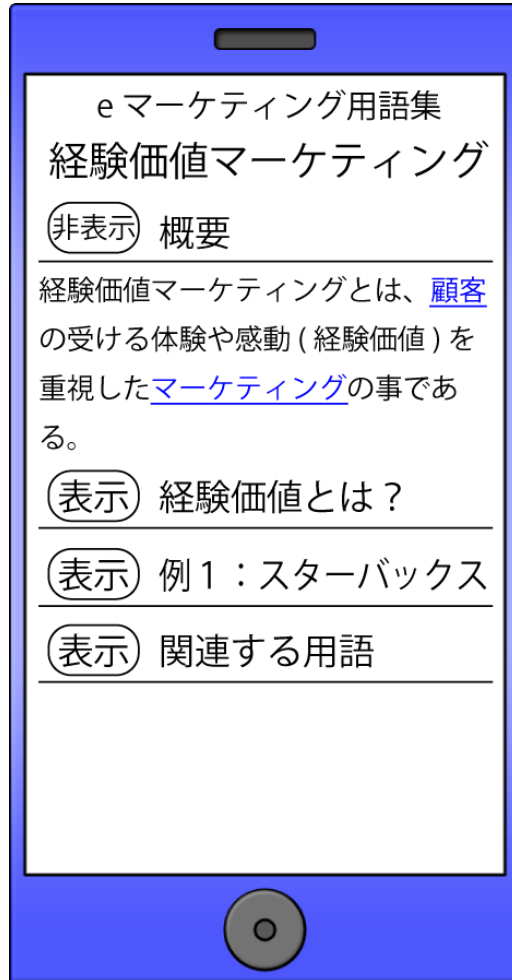 e マーケティング用語集
経験価値マーケティング
非表示 概要
経験価値マーケティングとは、顧客
の受ける体験や感動 ( 経験価値 ) を
重視したマーケティングの事であ
る。
表示 経験価値とは？
表示 例１：スターバックス
表示 関連する用語